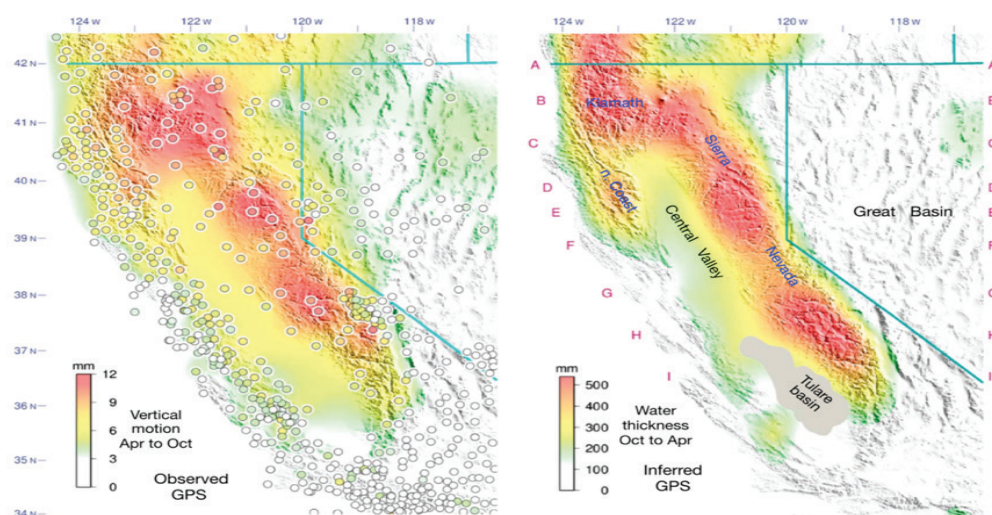 124 W 122 W 120 W 118 W
42 N
41 N
40 N
39 N
38 N
37 N
36 N
35 N
34 N
mm
12
9
6
3
0
Vertical
motion
Apr to Oct
Observed
GPS
124 W 122 W 120 W 118 W
A
B
C
D
E
F
G
H
I
Klamath
n. Coast
Sierra
Nevada
Central Valley
Great Basin
Tulare
basin
mm
500
400
300
200
100
0
Water
thickness
Oct to Apr
Inferred
GPS